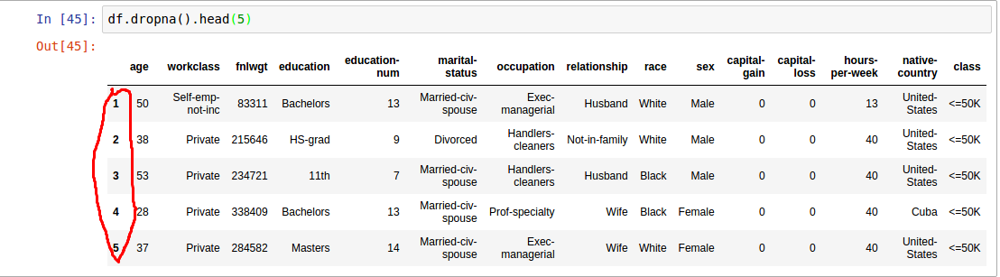 In [45]: df.dropna().head(5)
Out[45]:
age workclass fnlwgt education education-num marital-status occupation relationship race sex capital-gain capital-loss hours-per-week native-country class
1 50 Self-emp-not-inc 83311 Bachelors 13 Married-civ-spouse Exec-managerial Husband White Male 0 0 13 United-States <=50K
2 38 Private 215646 HS-grad 9 Divorced Handlers-cleaners Not-in-family White Male 0 0 40 United-States <=50K
3 53 Private 234721 11th 7 Married-civ-spouse Handlers-cleaners Husband Black Male 0 0 40 United-States <=50K
4 28 Private 338409 Bachelors 13 Married-civ-spouse Prof-specialty Wife Black Female 0 0 40 Cuba <=50K
5 37 Private 284582 Masters 14 Married-civ-spouse Exec-managerial Wife White Female 0 0 40 United-States <=50K